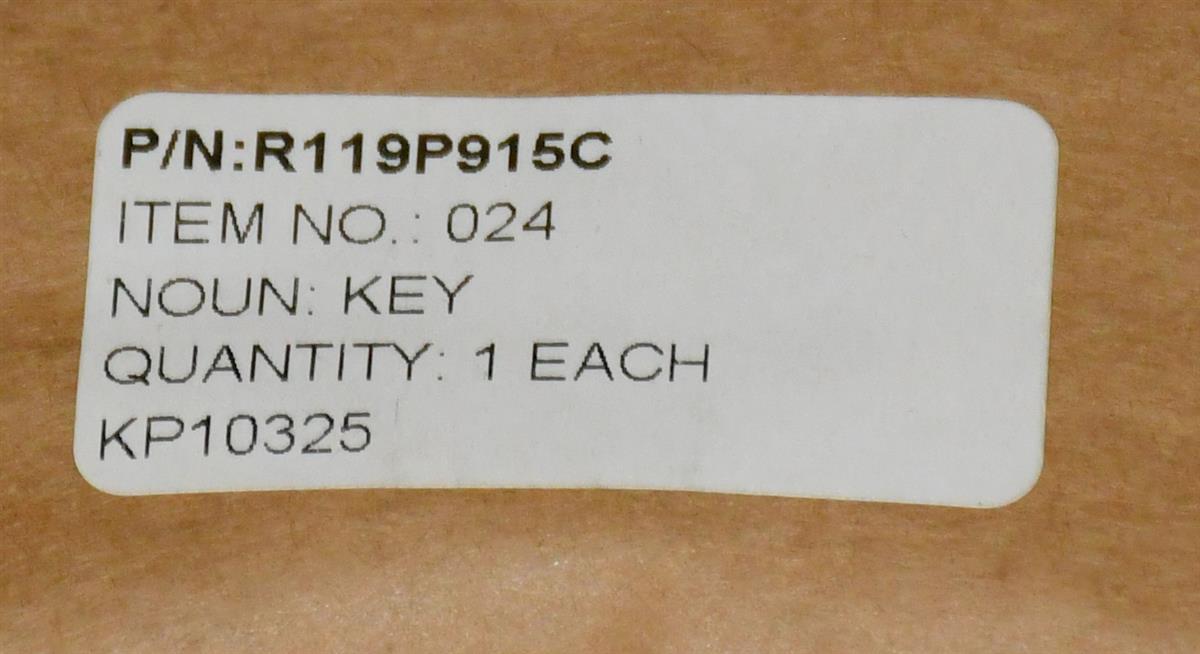 P/N:R119P915C
ITEM NO.: 024
NOUN: KEY
QUANTITY: 1 EACH
KP10325